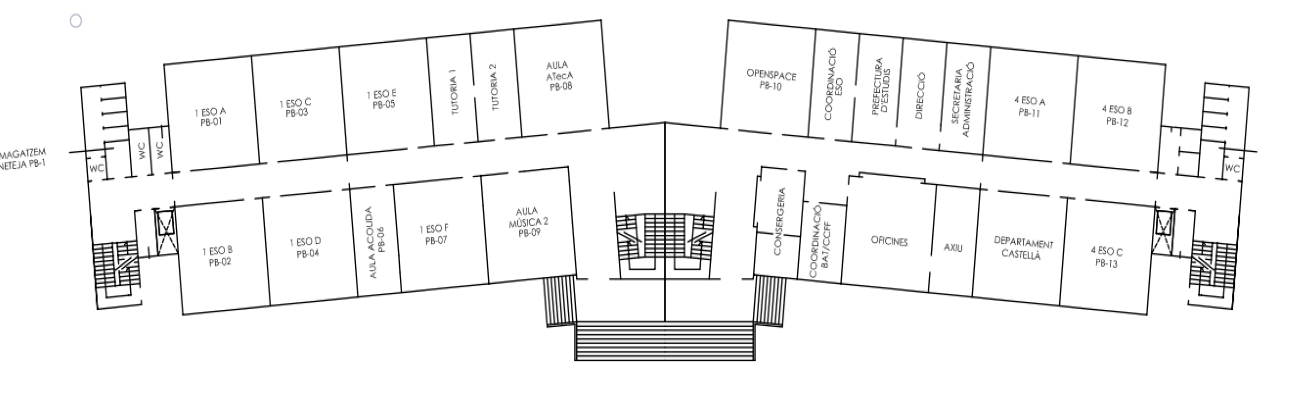 1 ESO A
PB-01
1 ESO C
PB-03
1 ESO E
PB-05
TUTORIA 1
TUTORIA 2
AULA
ATecA
PB-08
OPENSPACE
PB-10
COORDINACIÓ
ESO
PREFECTURA
D'ESTUDIS
DIRECCIÓ
SECRETARIA
ADMINISTRACIÓ
4 ESO A
PB-11
4 ESO B
PB-12
MAGATZEM
NETEJA PB-1
WC
WC
WC
WC
1 ESO B
PB-02
1 ESO D
PB-04
AULA ACOLLIDA
PB-06
1 ESO F
PB-07
AULA
MÚSICA 2
PB-09
CONSERGERIA
COORDINACIÓ
BAT/CCFF
OFICINES
AXIU
DEPARTAMENT
CASTELLÀ
4 ESO C
PB-13